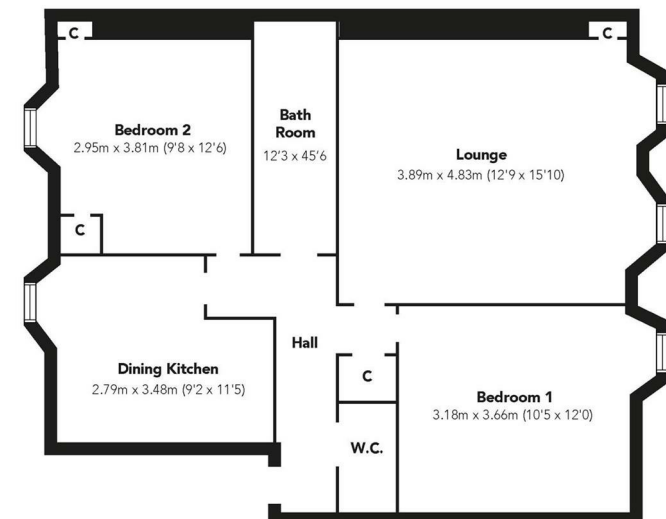 C
C
Bedroom 2
2.95m x 3.81m (9'8 x 12'6)
Bath
Room
12'3 x 45'6
Lounge
3.89m x 4.83m (12'9 x 15'10)
C
Hall
Dining Kitchen
2.79m x 3.48m (9'2 x 11'5)
C
Bedroom 1
3.18m x 3.66m (10'5 x 12'0)
W.C.